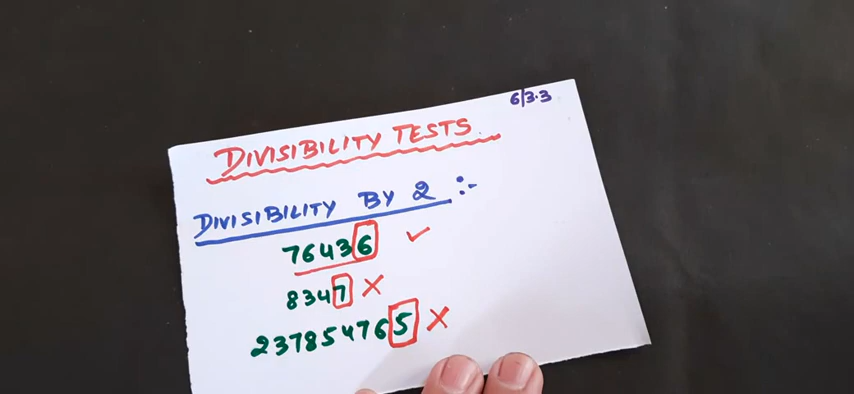 6/3.3
DIVISIBILITY TESTS.
DIVISIBILITY BY 2 :-
76436 ✓
8347 ×
237854765 ×